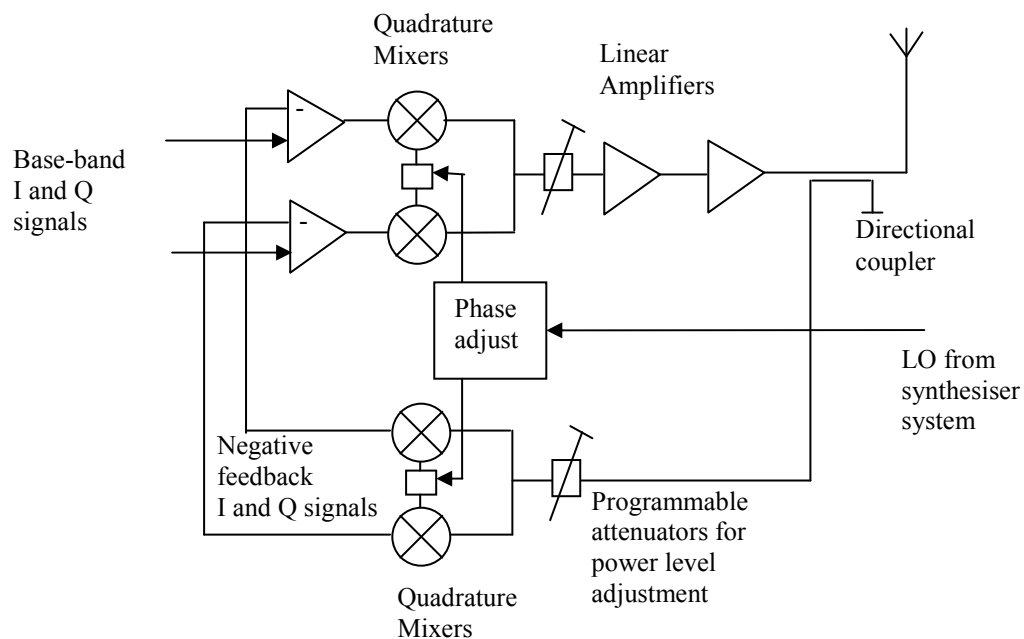 Quadrature
Mixers
Linear
Amplifiers
-
Base-band
I and Q
signals
-
Directional
coupler
Phase
adjust
LO from
synthesiser
system
Negative
feedback
I and Q signals
Programmable
attenuators for
power level
adjustment
Quadrature
Mixers